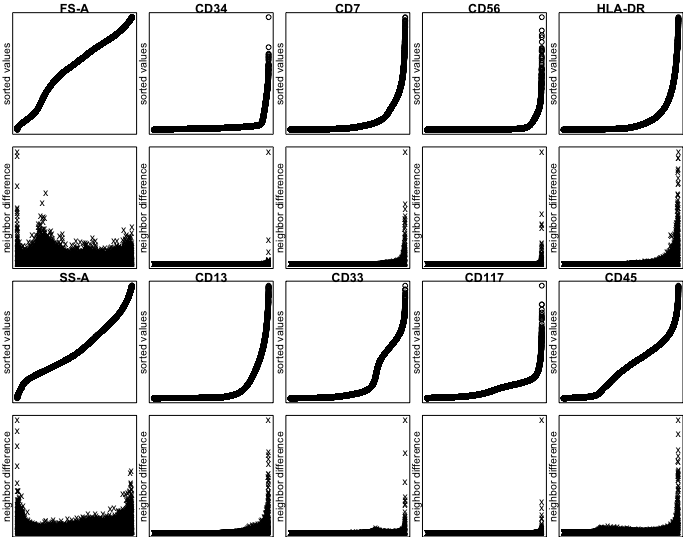 FS-A CD34 CD7 CD56 HLA-DR
sorted values sorted values sorted values sorted values sorted values
neighbor difference neighbor difference neighbor difference neighbor difference neighbor difference
SS-A CD13 CD33 CD117 CD45
sorted values sorted values sorted values sorted values sorted values
neighbor difference neighbor difference neighbor difference neighbor difference neighbor difference